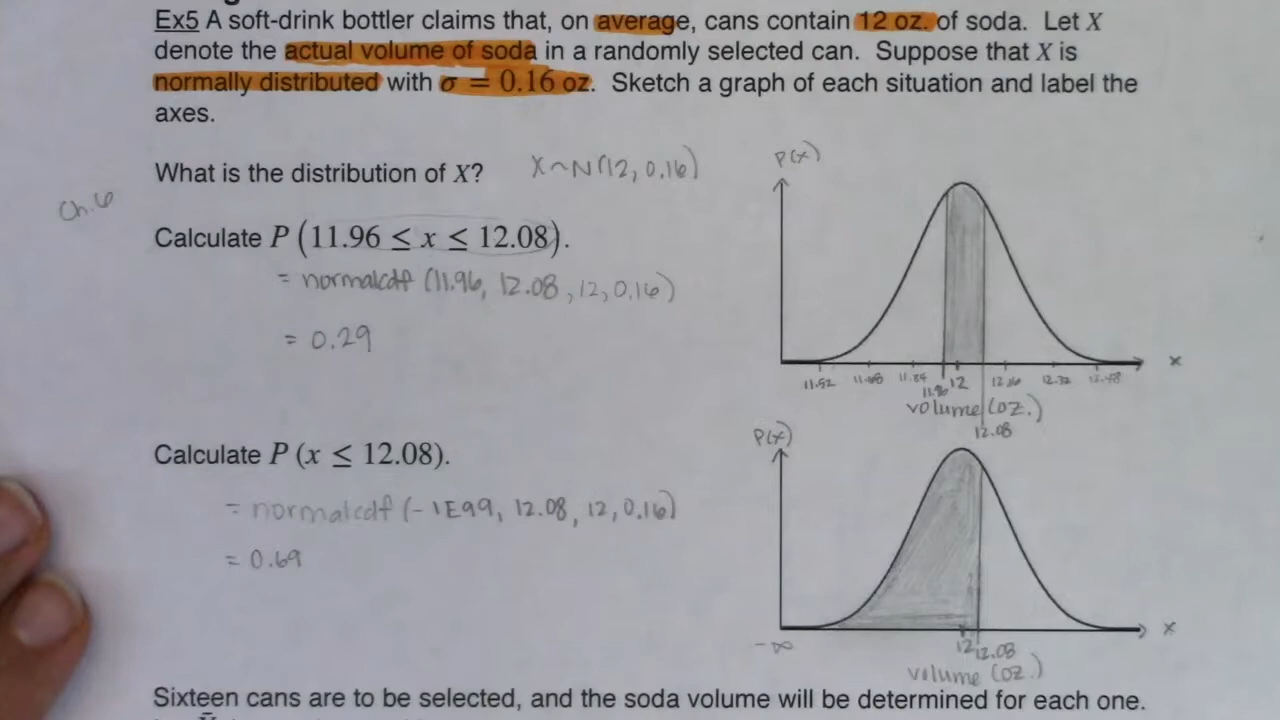 Ex5 A soft-drink bottler claims that, on average, cans contain 12 oz. of soda. Let X
denote the actual volume of soda in a randomly selected can. Suppose that X is
normally distributed with σ = 0.16 oz. Sketch a graph of each situation and label the
axes.
What is the distribution of X? X~N(12, 0.16)
Ch. 6
Calculate P (11.96 ≤ x ≤ 12.08).
= normalcdf (11.96, 12.08, 12, 0.16)
= 0.29
P(x)
x
11.52 11.68 11.84 11.96 12 12.16 12.32 12.48
volume (oz.)
12.08
Calculate P (x ≤ 12.08).
= normalcdf (-1E99, 12.08, 12, 0.16)
= 0.69
P(x)
x
-∞ 12 12.08
volume (oz.)
Sixteen cans are to be selected, and the soda volume will be determined for each one.